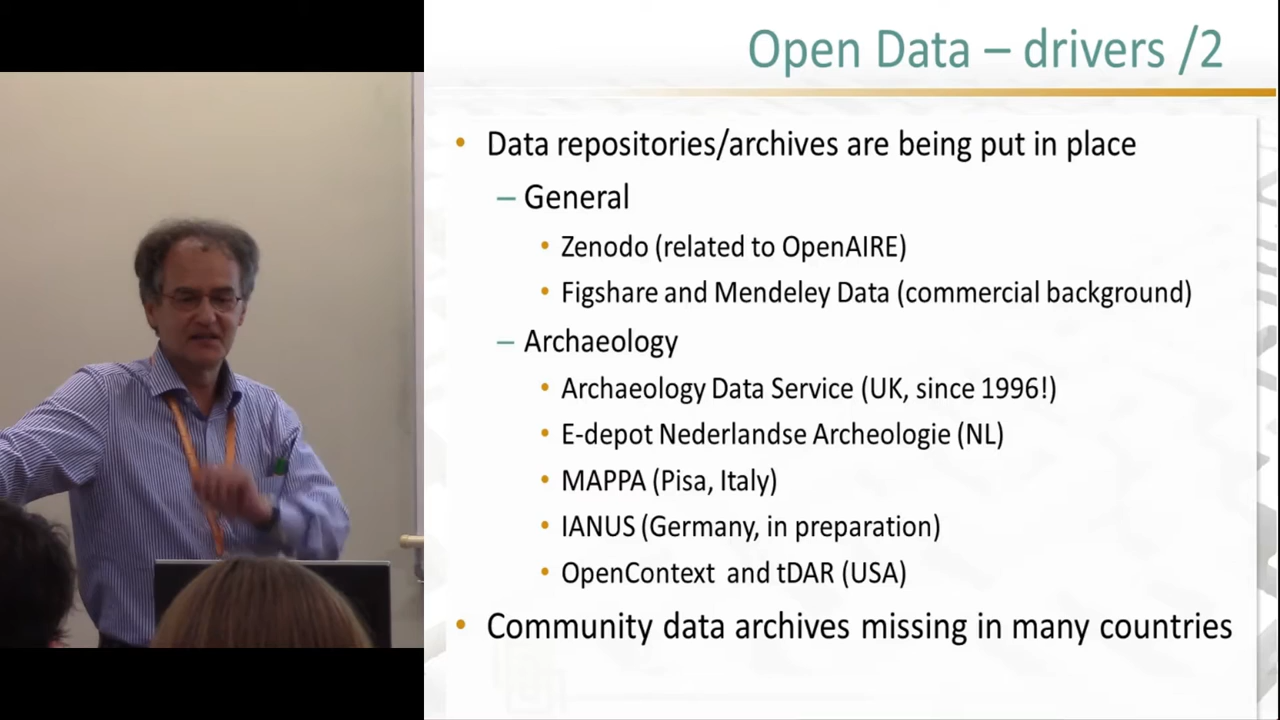 Open Data – drivers /2
• Data repositories/archives are being put in place
– General
• Zenodo (related to OpenAIRE)
• Figshare and Mendeley Data (commercial background)
– Archaeology
• Archaeology Data Service (UK, since 1996!)
• E-depot Nederlandse Archeologie (NL)
• MAPPA (Pisa, Italy)
• IANUS (Germany, in preparation)
• OpenContext and tDAR (USA)
• Community data archives missing in many countries